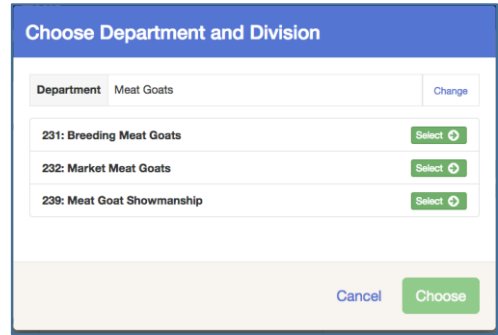 Choose Department and Division
Department Meat Goats Change
231: Breeding Meat Goats Select
232: Market Meat Goats Select
239: Meat Goat Showmanship Select
Cancel Choose